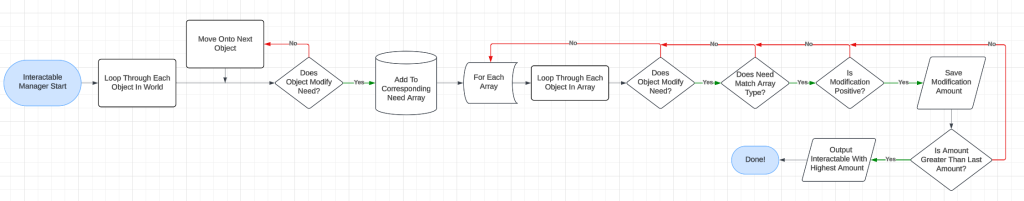 Move Onto Next
Object
No
Interactable
Manager Start
Loop Through Each
Object In World
Does
Object Modify
Need?
Yes
Add To
Corresponding
Need Array
For Each
Array
Loop Through Each
Object In Array
No
Does
Object Modify
Need?
Yes
No
Does Need
Match Array
Type?
Yes
No
Is
Modification
Positive?
Yes
No
Save
Modification
Amount
Is Amount
Greater Than Last
Amount?
Yes
Output
Interactable With
Highest Amount
Done!